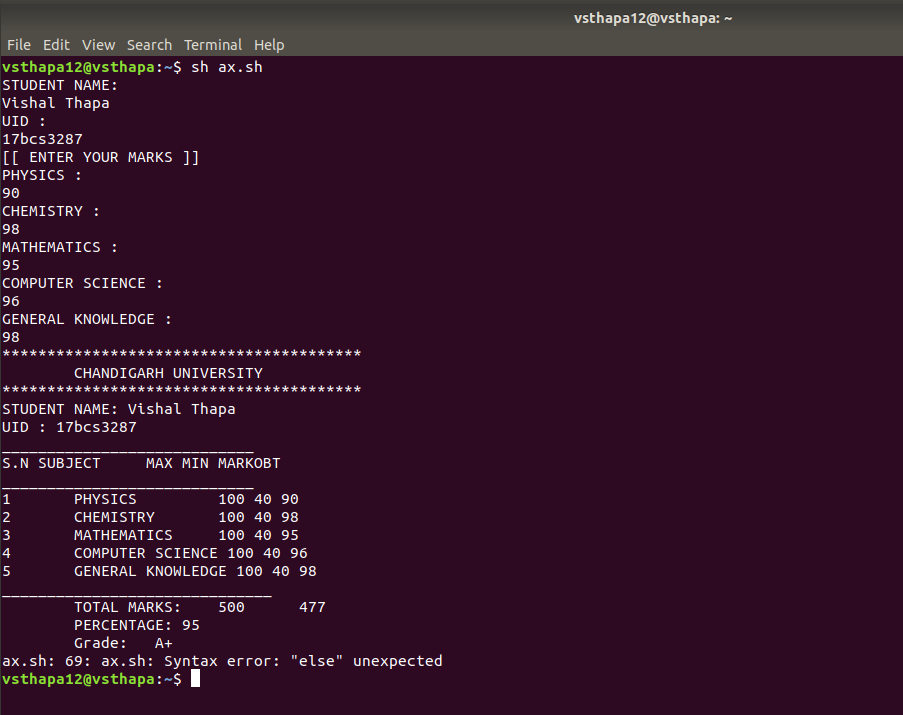 vsthapa12@vsthapa: ~
File Edit View Search Terminal Help
vsthapa12@vsthapa:~$ sh ax.sh
STUDENT NAME:
Vishal Thapa
UID :
17bcs3287
[[ ENTER YOUR MARKS ]]
PHYSICS :
90
CHEMISTRY :
98
MATHEMATICS :
95
COMPUTER SCIENCE :
96
GENERAL KNOWLEDGE :
98
****************************************
CHANDIGARH UNIVERSITY
****************************************
STUDENT NAME: Vishal Thapa
UID : 17bcs3287
____________________________
S.N SUBJECT     MAX MIN MARKOBT
____________________________
1       PHYSICS         100 40 90
2       CHEMISTRY       100 40 98
3       MATHEMATICS     100 40 95
4       COMPUTER SCIENCE 100 40 96
5       GENERAL KNOWLEDGE 100 40 98
______________________________
TOTAL MARKS:    500      477
PERCENTAGE: 95
Grade:   A+
ax.sh: 69: ax.sh: Syntax error: "else" unexpected
vsthapa12@vsthapa:~$